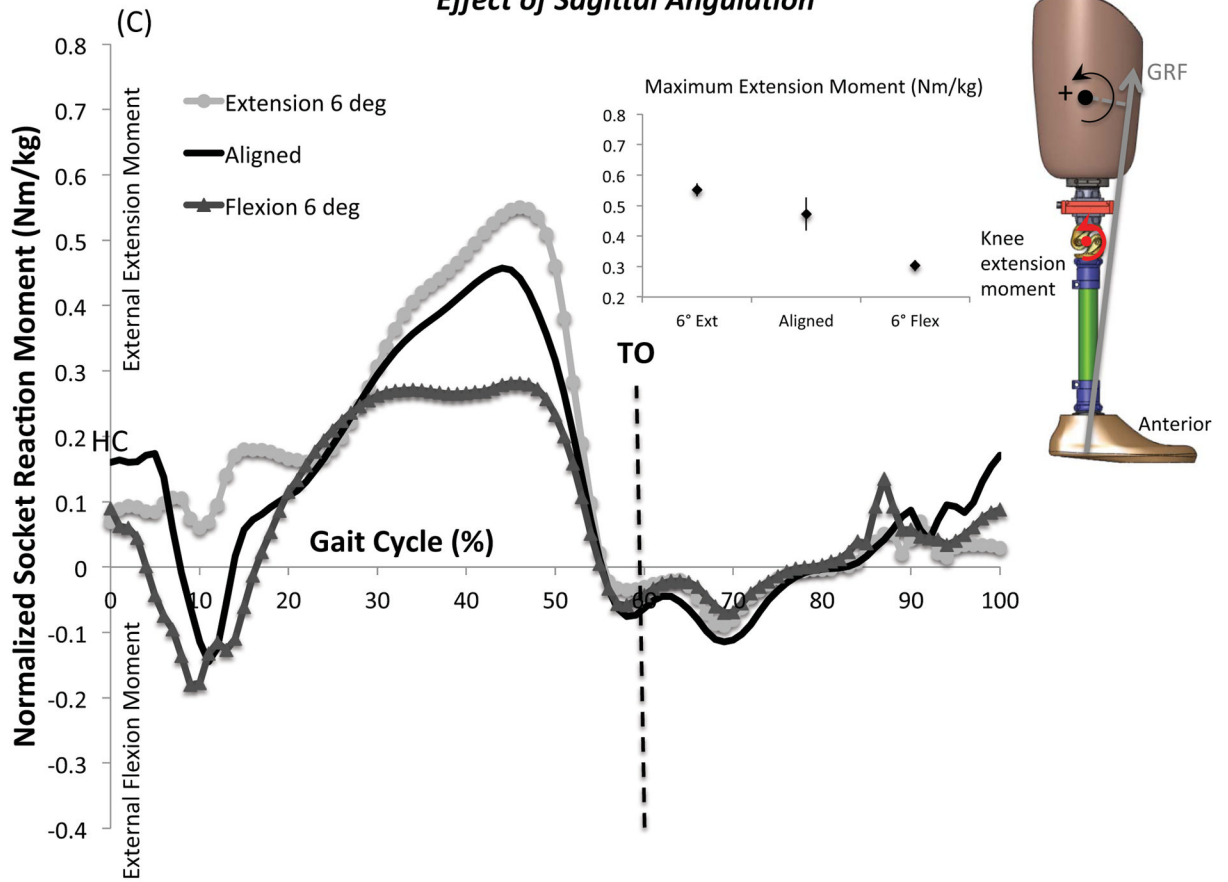 Effect of Sagittal Angulation
(C)
0.8
0.7
0.6
0.5
0.4
0.3
0.2
0.1
0
-0.1
-0.2
-0.3
-0.4
Normalized Socket Reaction Moment (Nm/kg)
External Extension Moment
External Flexion Moment
Extension 6 deg
Aligned
Flexion 6 deg
HC
Gait Cycle (%)
TO
0 10 20 30 40 50 60 70 80 90 100
Maximum Extension Moment (Nm/kg)
0.8
0.7
0.6
0.5
0.4
0.3
0.2
6° Ext Aligned 6° Flex
GRF
+
Knee
extension
moment
Anterior